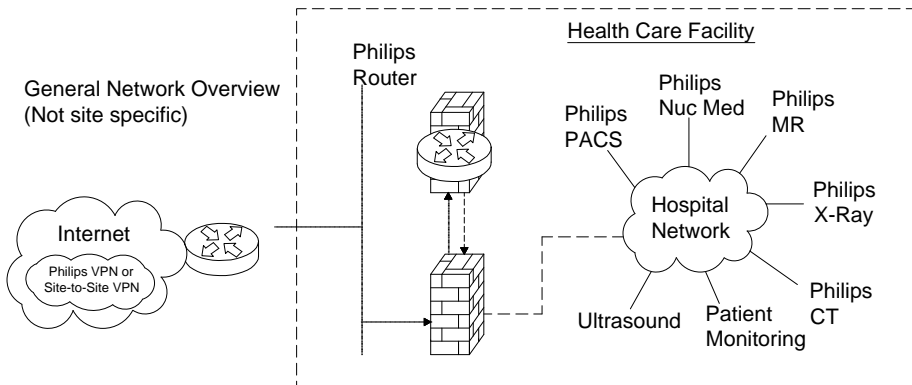 Health Care Facility
General Network Overview
(Not site specific)
Philips
Router
Philips
PACS
Philips
Nuc Med
Philips
MR
Internet
Philips VPN or
Site-to-Site VPN
Hospital
Network
Philips
X-Ray
Ultrasound
Patient
Monitoring
Philips
CT